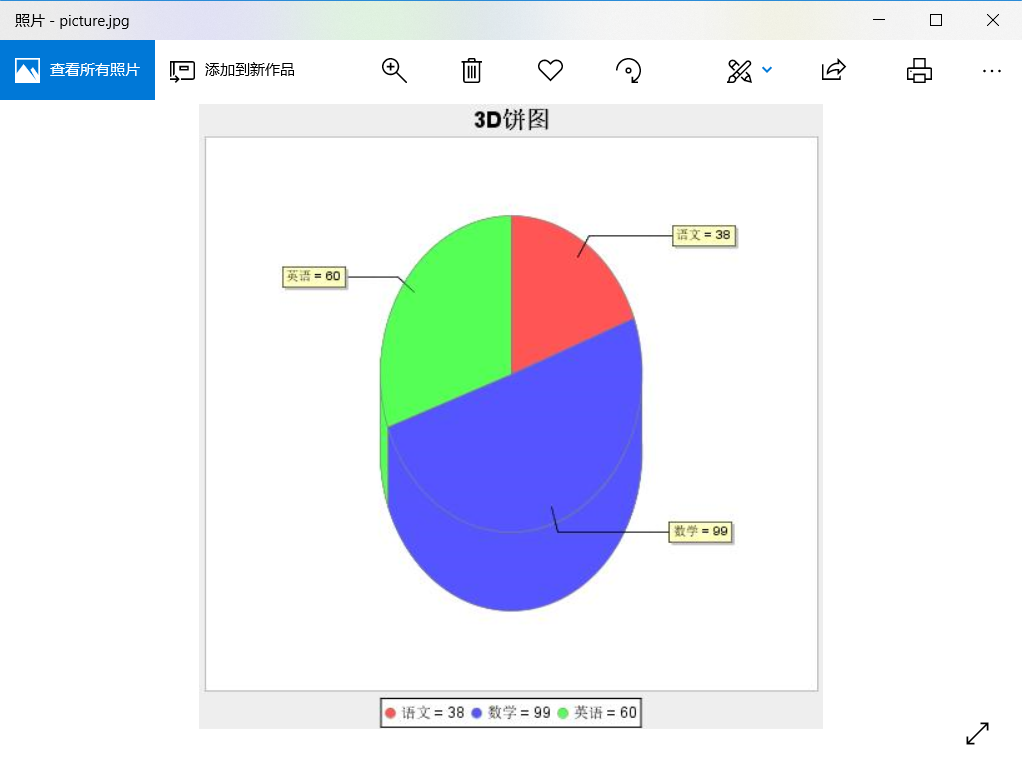 照片 - picture.jpg
查看所有照片
添加到新作品
3D饼图
语文 = 38
英语 = 60
数学 = 99
语文 = 38 数学 = 99 英语 = 60